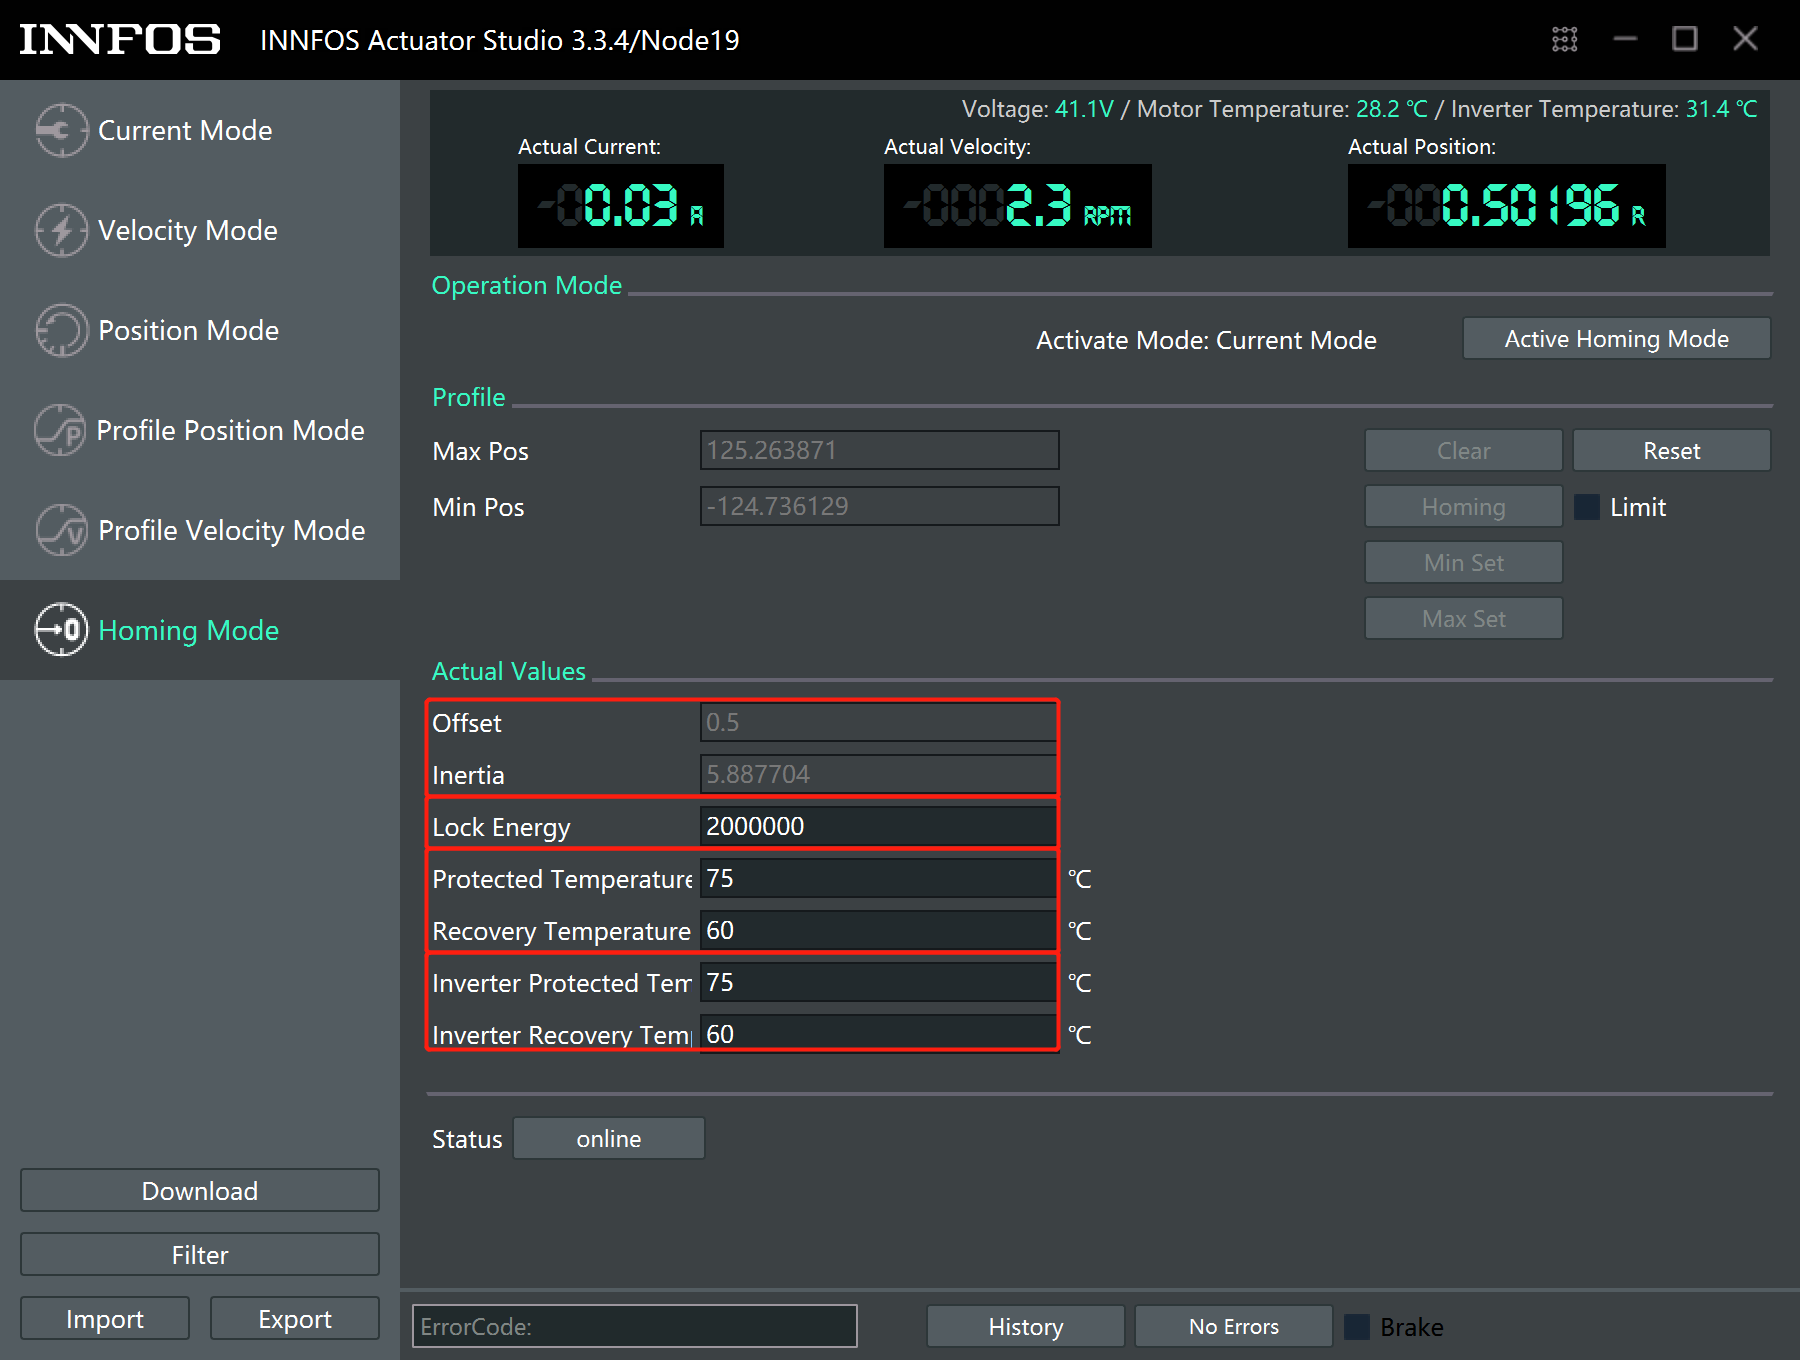 INNFOS INNFOS Actuator Studio 3.3.4/Node19
Current Mode
Velocity Mode
Position Mode
Profile Position Mode
Profile Velocity Mode
Homing Mode
Download
Filter
Import Export
Voltage: 41.1V / Motor Temperature: 28.2 ℃ / Inverter Temperature: 31.4 ℃
Actual Current: Actual Velocity: Actual Position:
0.03 A 2.3 RPM 0.50196 R
Operation Mode
Activate Mode: Current Mode Active Homing Mode
Profile
Max Pos 125.263871 Clear Reset
Min Pos -124.736129 Homing Limit
Min Set
Max Set
Actual Values
Offset 0.5
Inertia 5.887704
Lock Energy 2000000
Protected Temperature 75 ℃
Recovery Temperature 60 ℃
Inverter Protected Tem 75 ℃
Inverter Recovery Tem 60 ℃
Status online
ErrorCode: History No Errors Brake